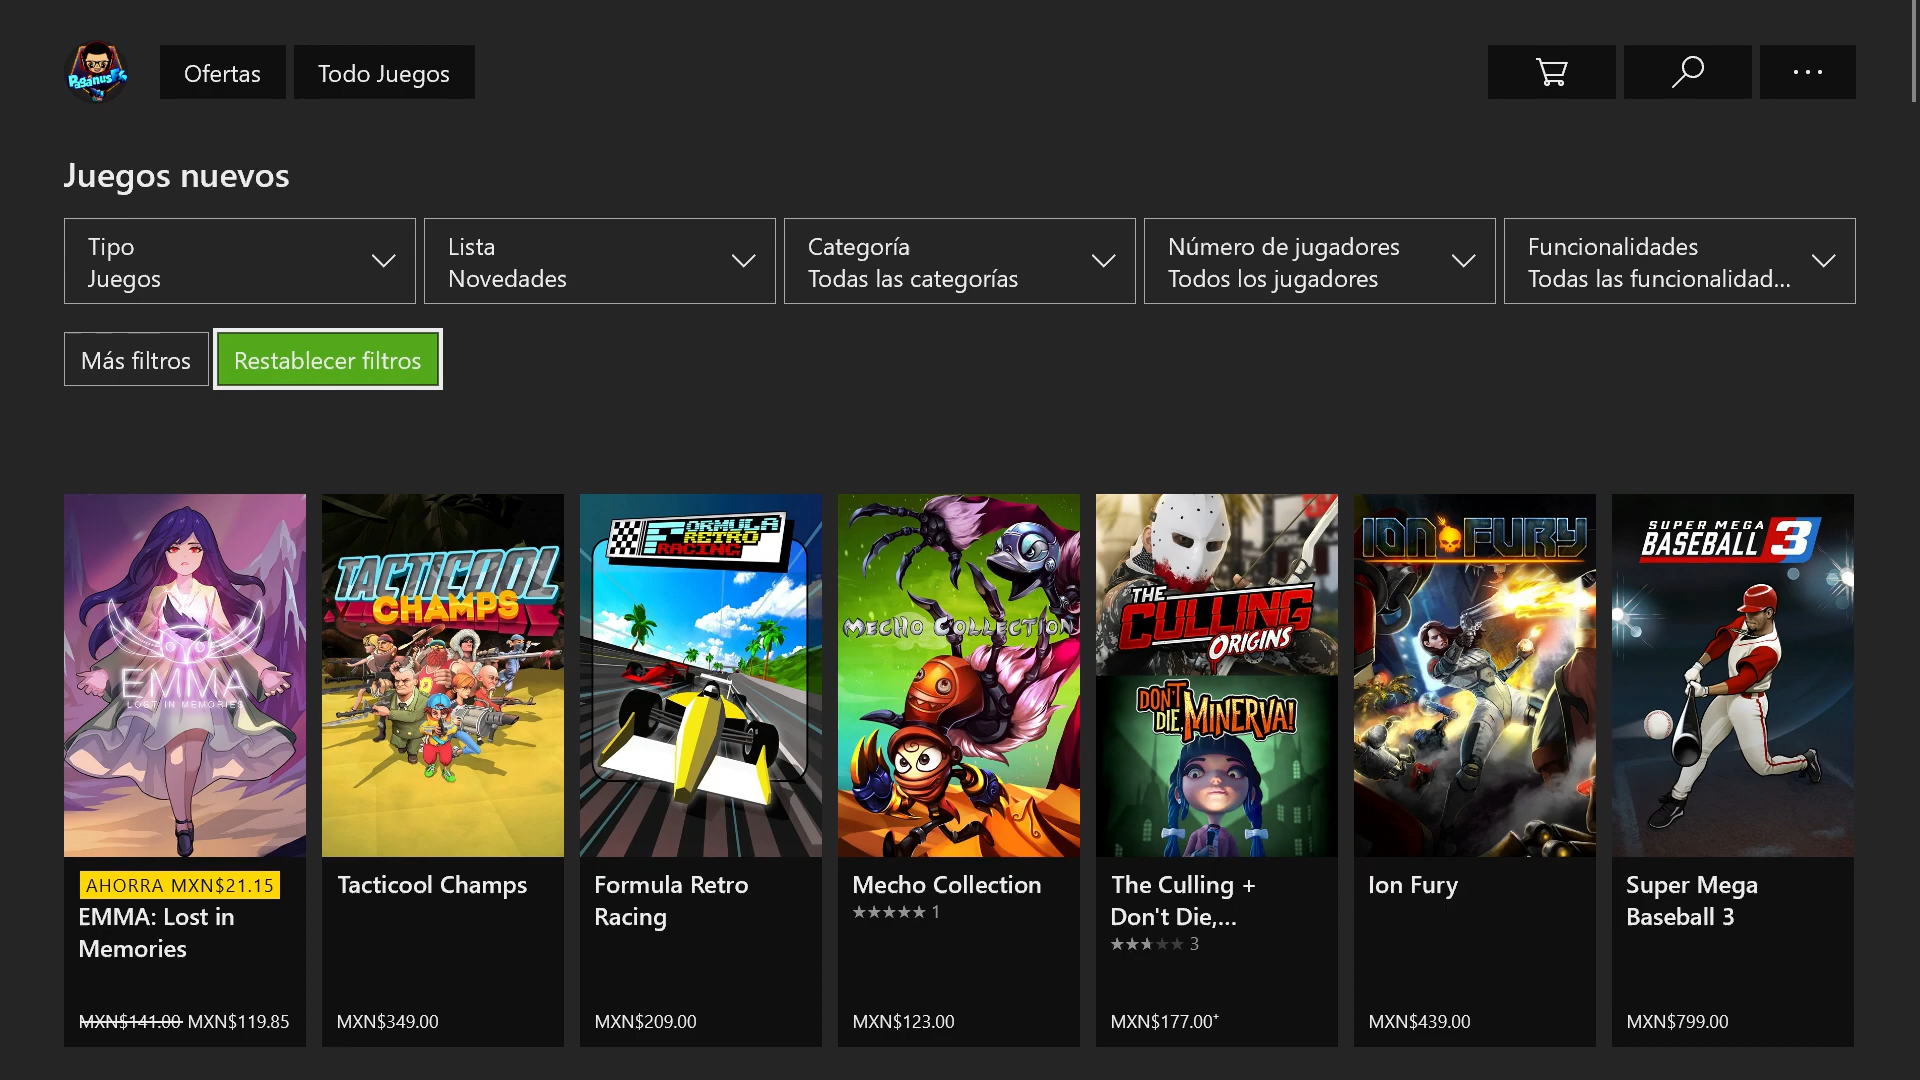 PaganusFS
Ofertas
Todo Juegos
Juegos nuevos
Tipo
Juegos
Lista
Novedades
Categoría
Todas las categorías
Número de jugadores
Todos los jugadores
Funcionalidades
Todas las funcionalidad...
Más filtros
Restablecer filtros
EMMA
LOST IN MEMORIES
TACTICOOL
CHAMPS
FORMULA
RETRO
RACING
MECHO COLLECTION
THE
CULLING
ORIGINS
DON'T
DIE, MINERVA!
ION FURY
SUPER MEGA
BASEBALL 3
AHORRA MXN$21.15
EMMA: Lost in
Memories
MXN$141.00 MXN$119.85
Tacticool Champs
MXN$349.00
Formula Retro
Racing
MXN$209.00
Mecho Collection
1
MXN$123.00
The Culling +
Don't Die,...
3
MXN$177.00+
Ion Fury
MXN$439.00
Super Mega
Baseball 3
MXN$799.00